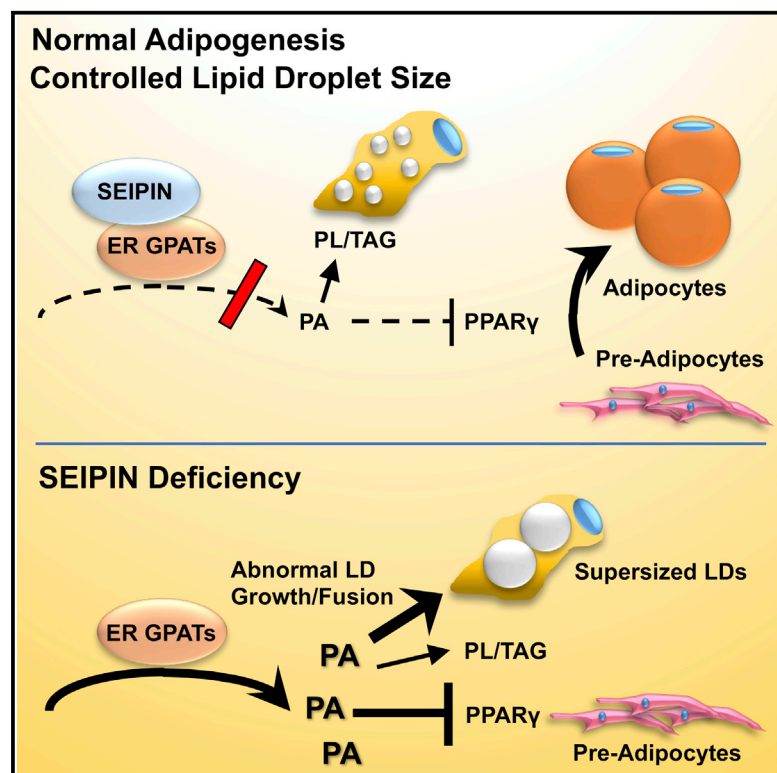 Normal Adipogenesis
Controlled Lipid Droplet Size
SEIPIN
ER GPATs
PL/TAG
PA
PPARγ
Adipocytes
Pre-Adipocytes
SEIPIN Deficiency
Abnormal LD
Growth/Fusion
Supersized LDs
ER GPATs
PA
PL/TAG
PA
PPARγ
PA
Pre-Adipocytes